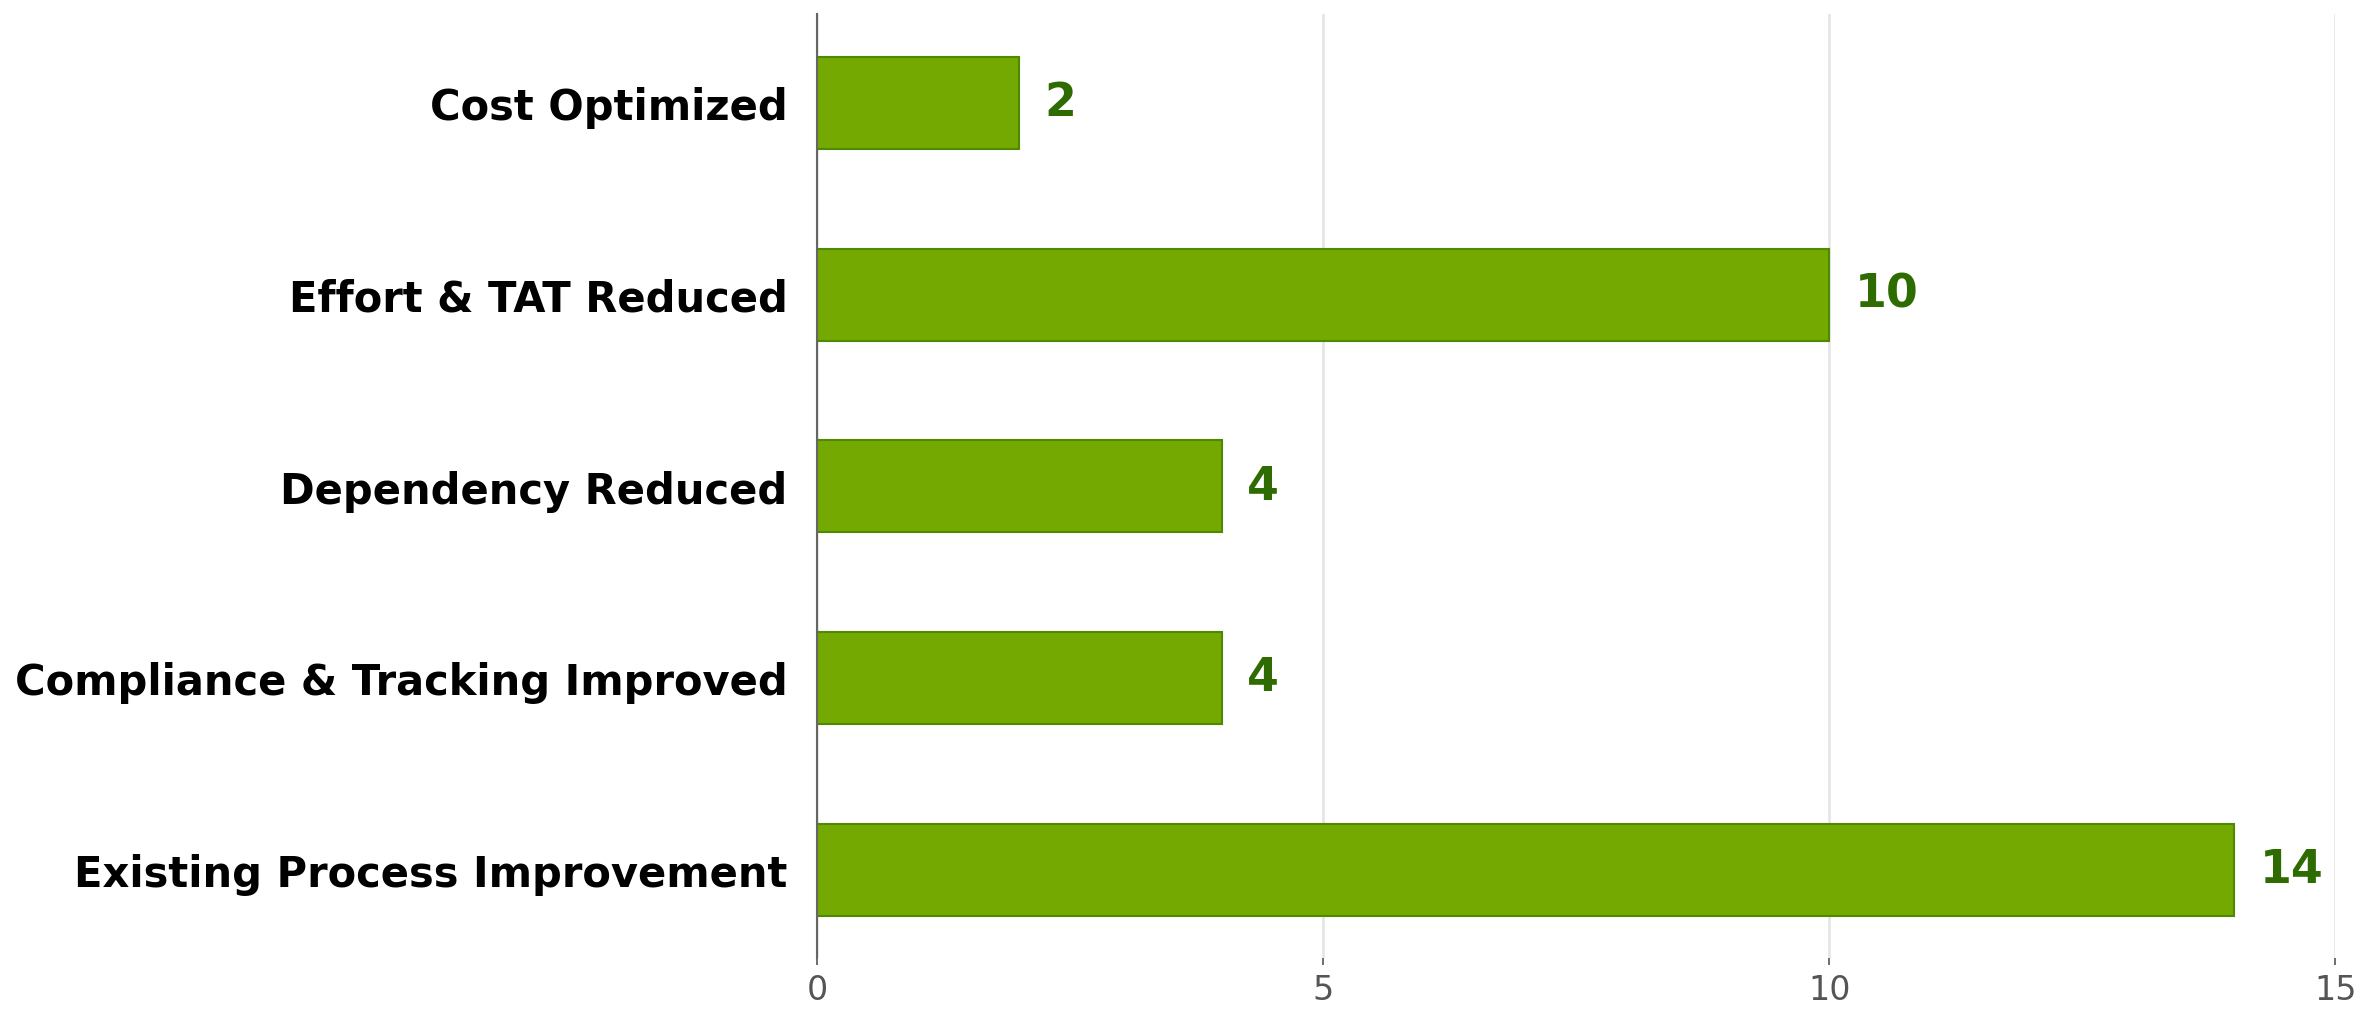 Cost Optimized 2
Effort & TAT Reduced 10
Dependency Reduced 4
Compliance & Tracking Improved 4
Existing Process Improvement 14
0 5 10 15